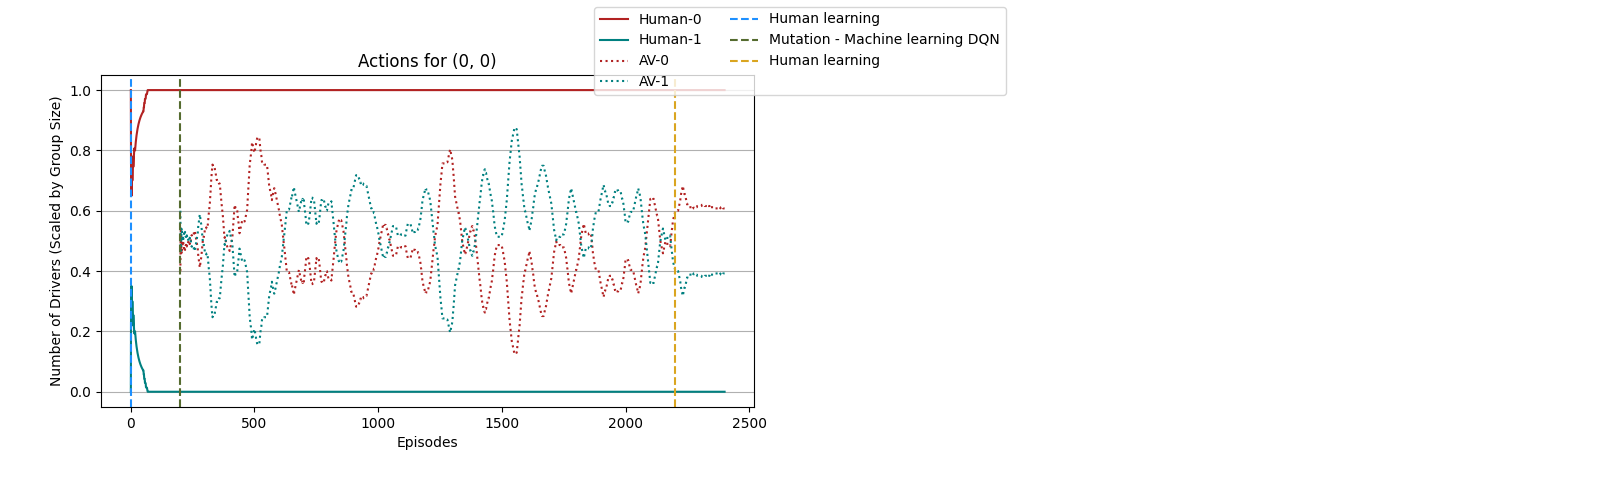 Human-0
Human-1
AV-0
AV-1
Human learning
Mutation - Machine learning DQN
Human learning
Actions for (0, 0)
Number of Drivers (Scaled by Group Size)
1.0
0.8
0.6
0.4
0.2
0.0
0
500
1000
1500
2000
2500
Episodes